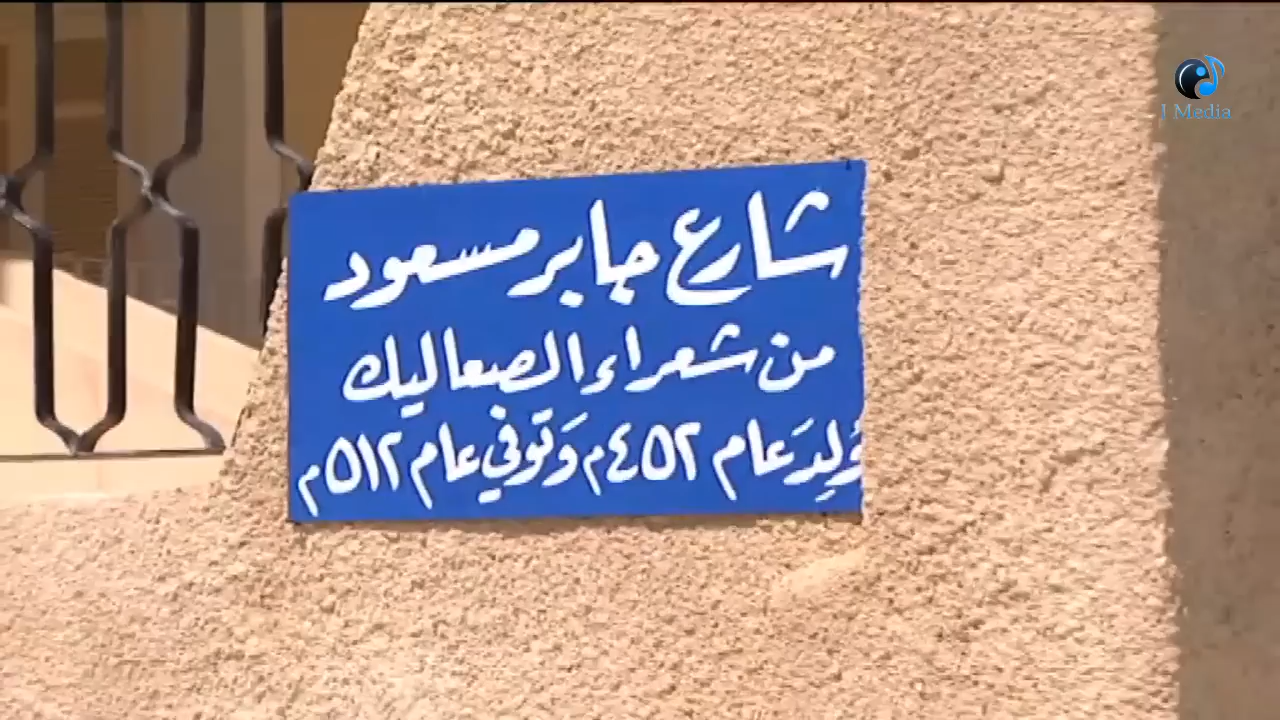 شارع جابر مسعود
من شعراء الصعاليك
وُلِدَ عام ٤٥٢م وَتوفي عام ٥١٢م
J Media